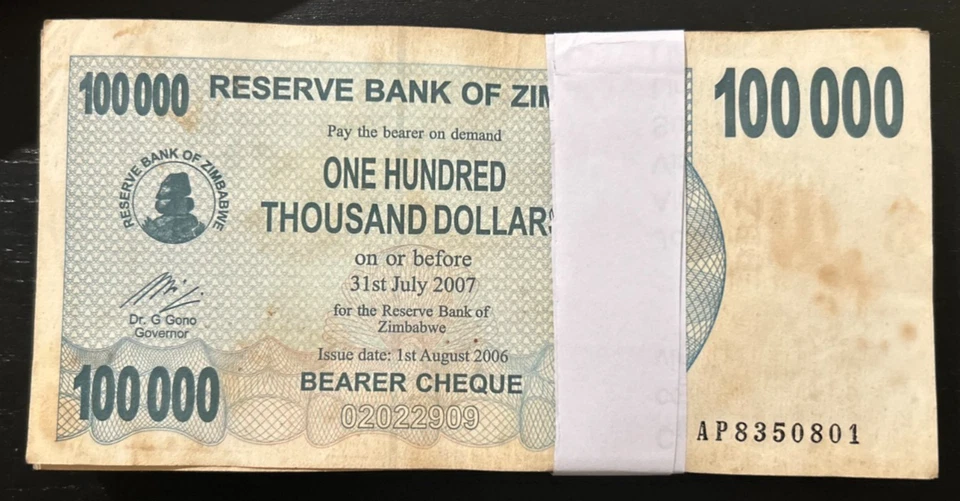 100 000
RESERVE BANK OF ZIM
100 000
Pay the bearer on demand
ONE HUNDRED
THOUSAND DOLLARS
RESERVE BANK OF ZIMBABWE
on or before
31st July 2007
for the Reserve Bank of
Zimbabwe
Dr. G Gono
Governor
Issue date: 1st August 2006
100 000
BEARER CHEQUE
02022909
AP8350801